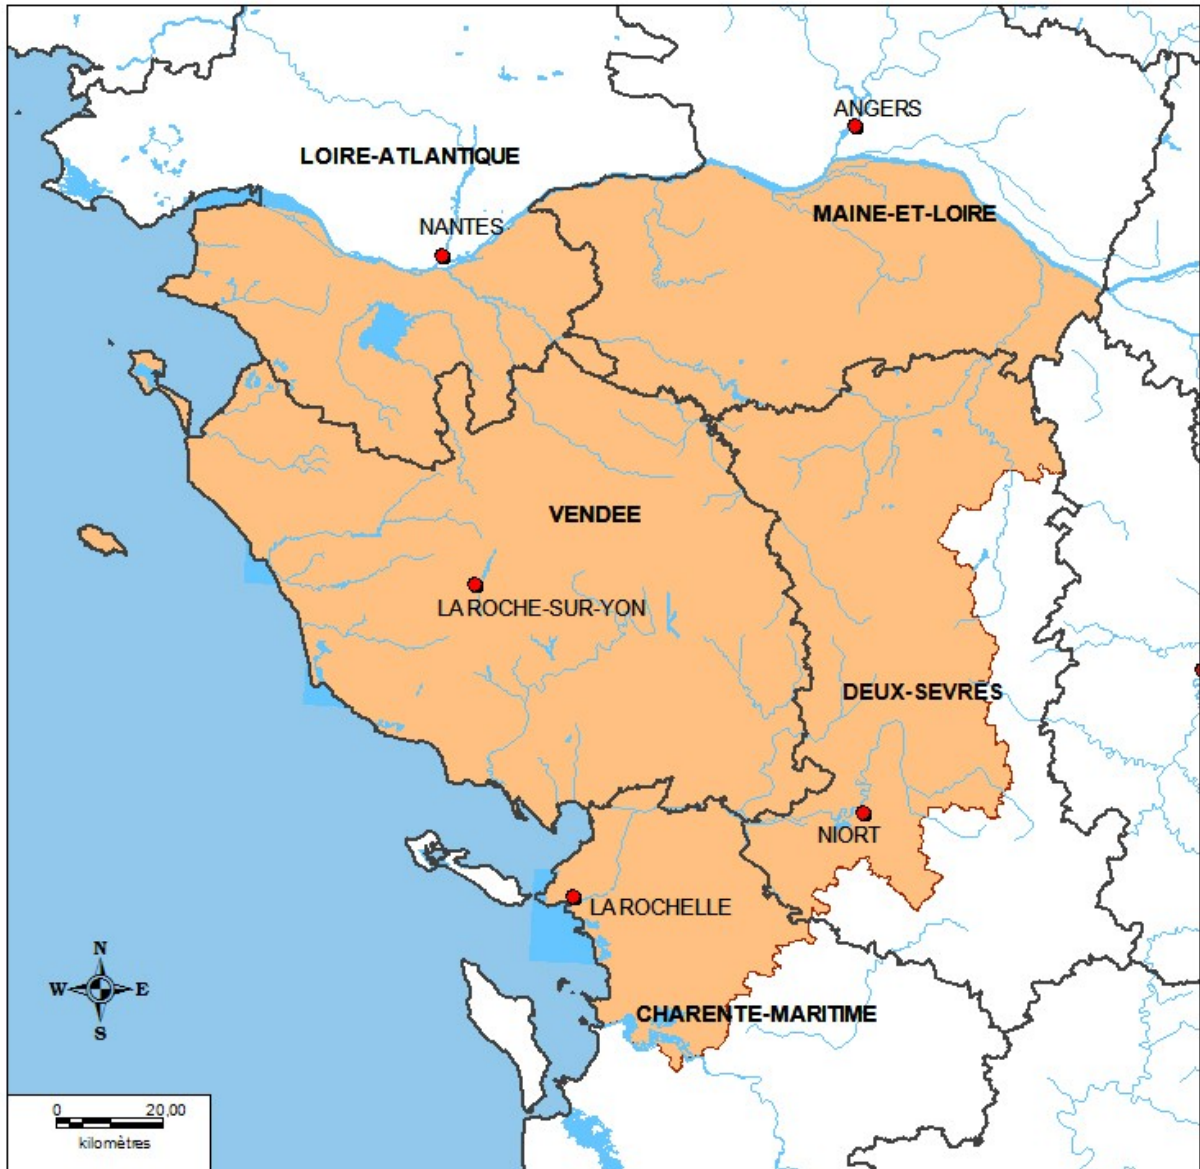 ANGERS
LOIRE-ATLANTIQUE
MAINE-ET-LOIRE
NANTES
VENDEE
LA ROCHE-SUR-YON
DEUX-SEVRES
NIORT
LA ROCHELLE
N
W E
S
CHARENTE-MARITIME
0 20,00
kilomètres